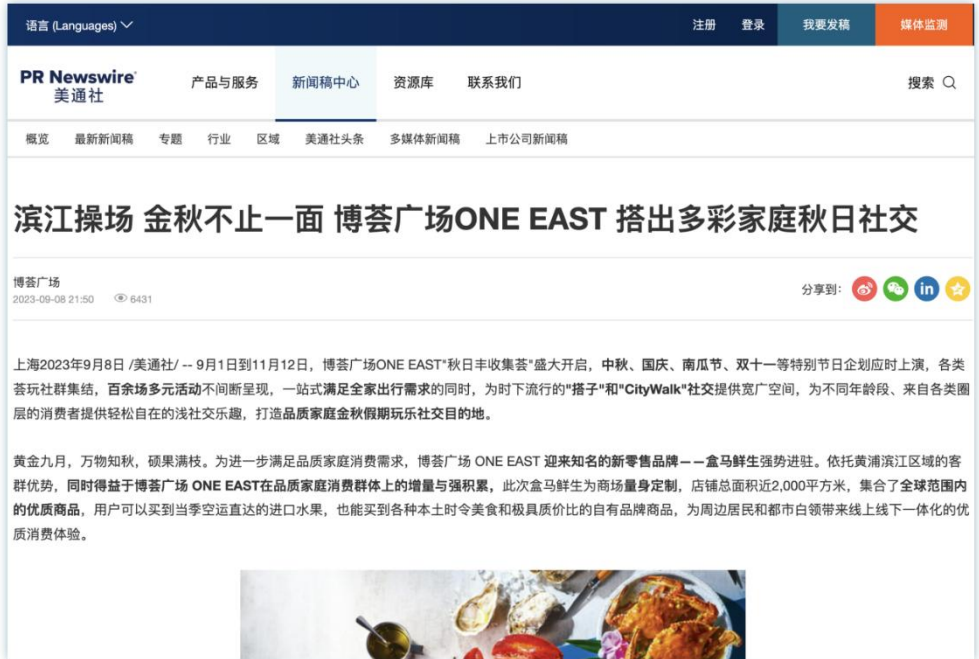 语言 (Languages)
注册 登录 我要发稿 媒体监测
PR Newswire
美通社
产品与服务 新闻稿中心 资源库 联系我们
搜索
概览 最新新闻稿 专题 行业 区域 美通社头条 多媒体新闻稿 上市公司新闻稿
滨江操场 金秋不止一面 博荟广场ONE EAST 搭出多彩家庭秋日社交
博荟广场
2023-09-08 21:50 6431
分享到:
in
上海2023年9月8日 /美通社/ -- 9月1日到11月12日，博荟广场ONE EAST"秋日丰收集荟"盛大开启，中秋、国庆、南瓜节、双十一等特别节日企划应时上演，各类
荟玩社群集结，百余场多元活动不间断呈现，一站式满足全家出行需求的同时，为时下流行的"搭子"和"CityWalk"社交提供宽广空间，为不同年龄段、来自各类圈
层的消费者提供轻松自在的浅社交乐趣，打造品质家庭金秋假期玩乐社交目的地。
黄金九月，万物知秋，硕果满枝。为进一步满足品质家庭消费需求，博荟广场 ONE EAST 迎来知名的新零售品牌——盒马鲜生强势进驻。依托黄浦滨江区域的客
群优势，同时得益于博荟广场 ONE EAST在品质家庭消费群体上的增量与强积累，此次盒马鲜生为商场量身定制，店铺总面积近2,000平方米，集合了全球范围内
的优质商品，用户可以买到当季空运直达的进口水果，也能买到各种本土时令美食和极具质价比的自有品牌商品，为周边居民和都市白领带来线上线下一体化的优
质消费体验。